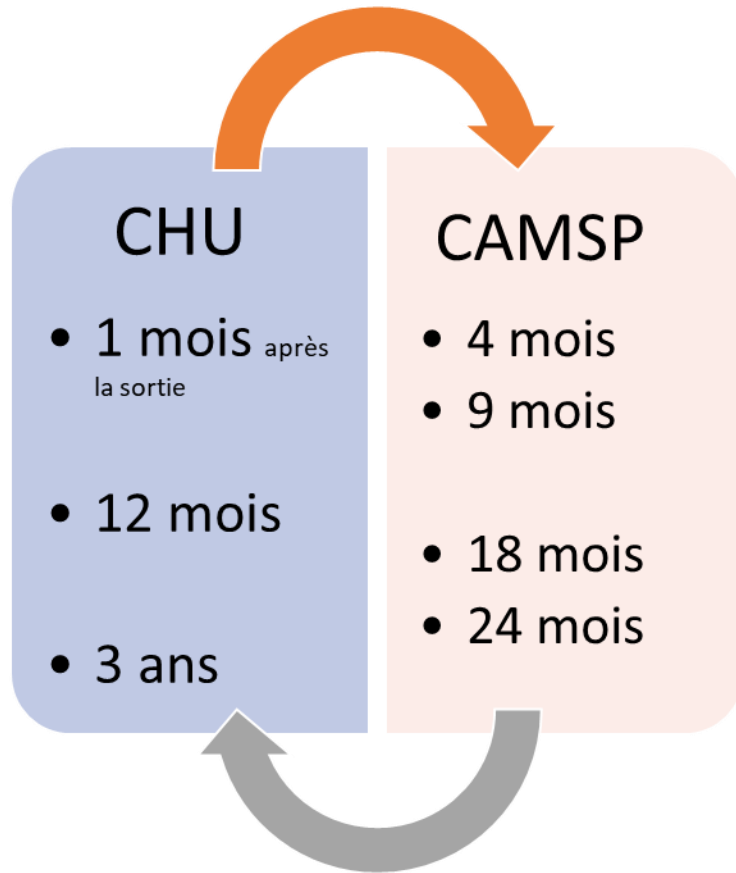 CHU
• 1 mois après
la sortie
• 12 mois
• 3 ans
CAMSP
• 4 mois
• 9 mois
• 18 mois
• 24 mois